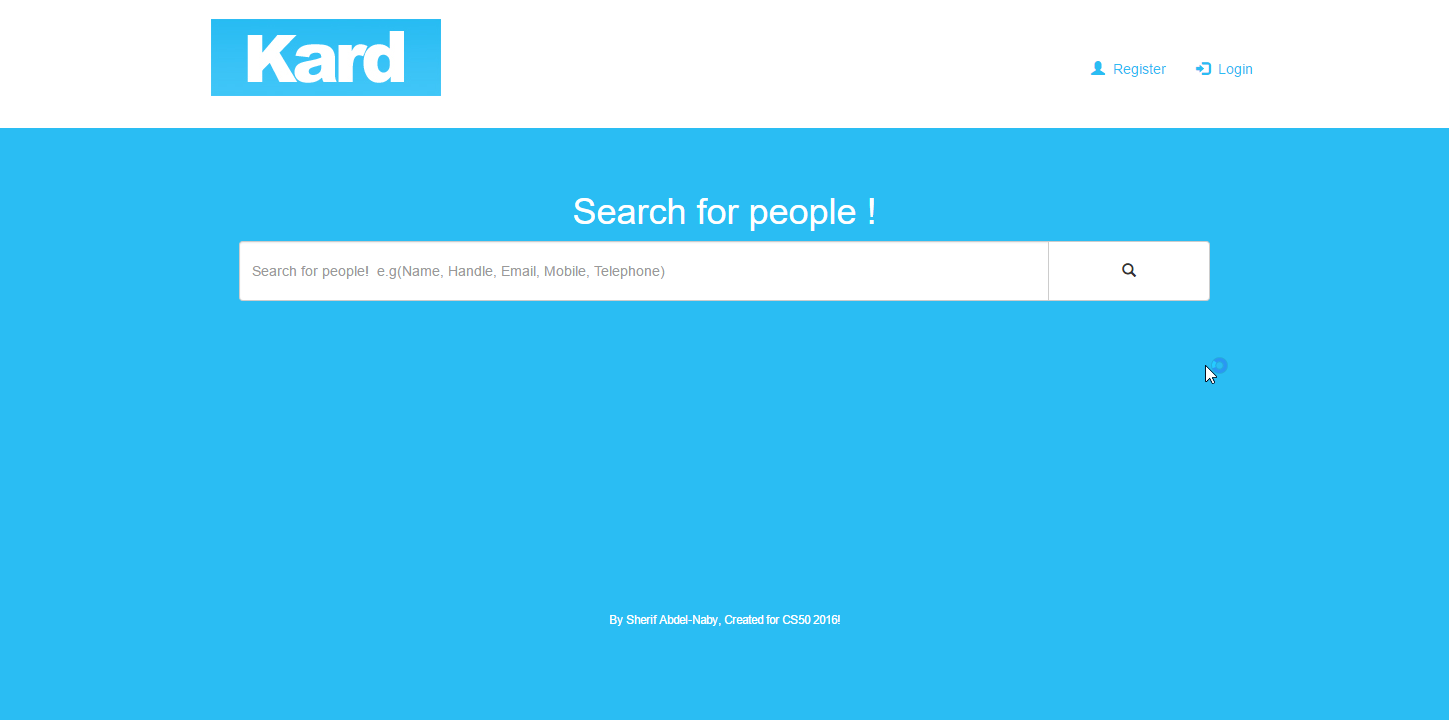 Kard
Register
Login
Search for people !
Search for people!  e.g(Name, Handle, Email, Mobile, Telephone)
By Sherif Abdel-Naby, Created for CS50 2016!